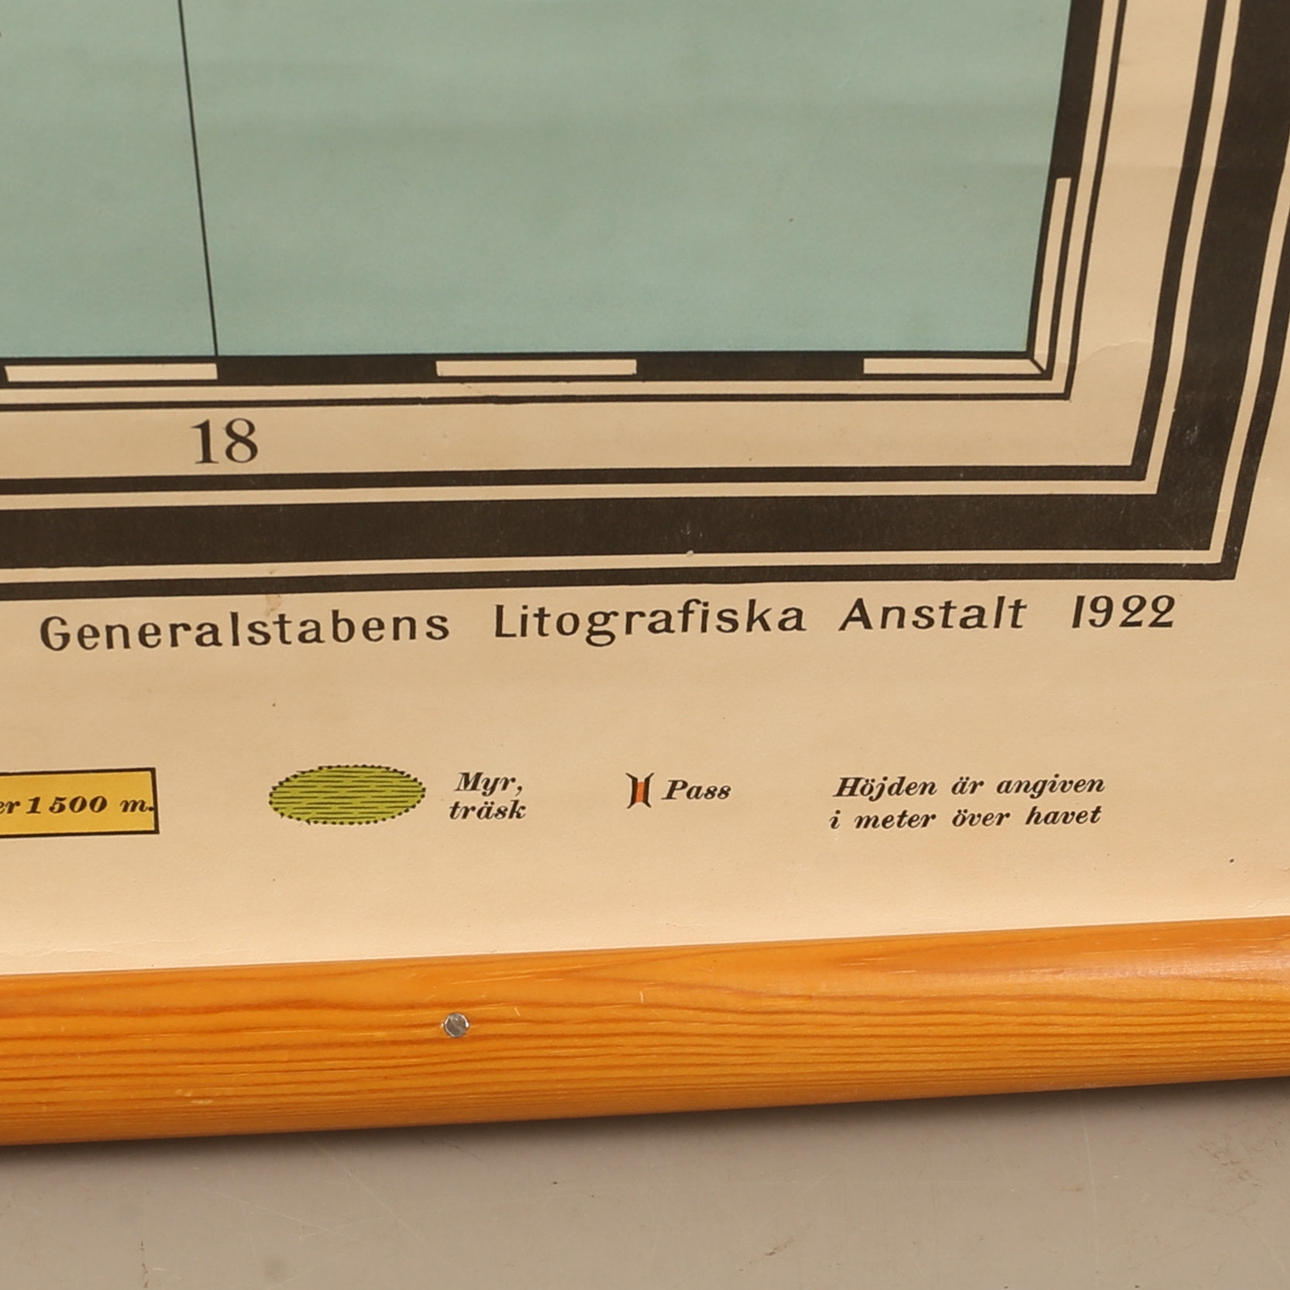 18
Generalstabens Litografiska Anstalt 1922
1500 m.
Myr,
träsk
Pass
Höjden är angiven
i meter över havet